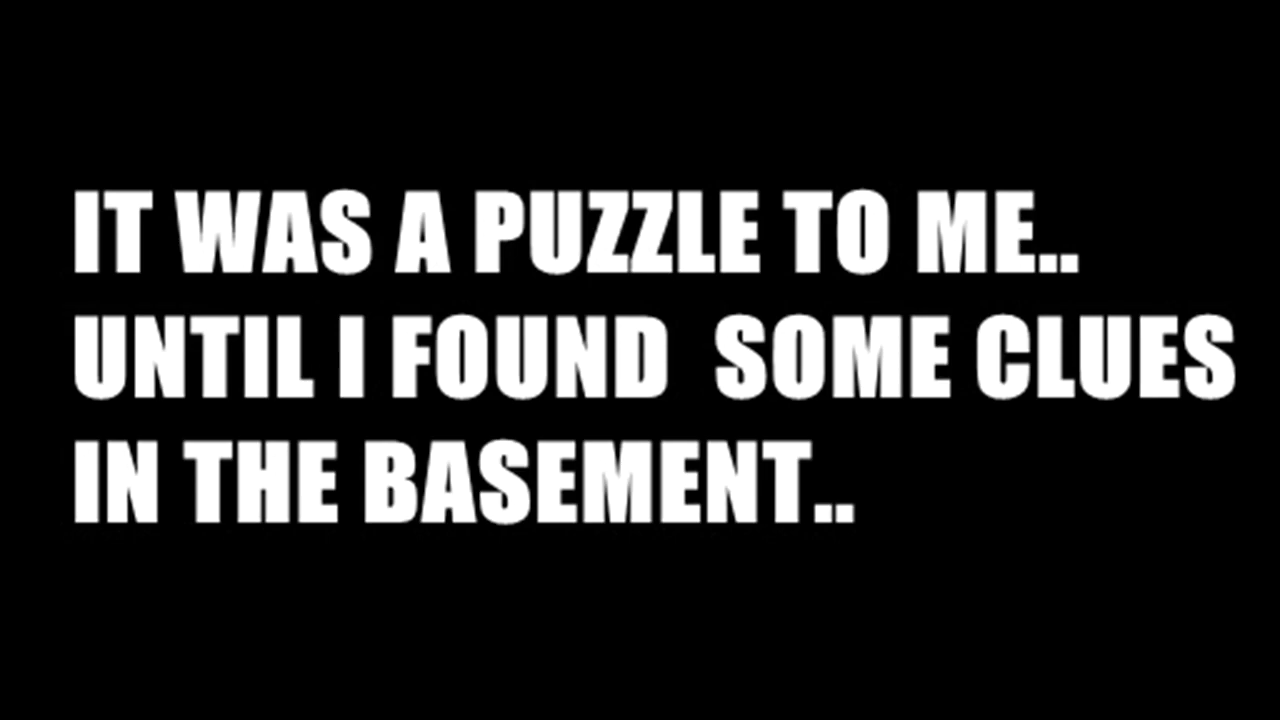 IT WAS A PUZZLE TO ME..
UNTIL I FOUND  SOME CLUES
IN THE BASEMENT..